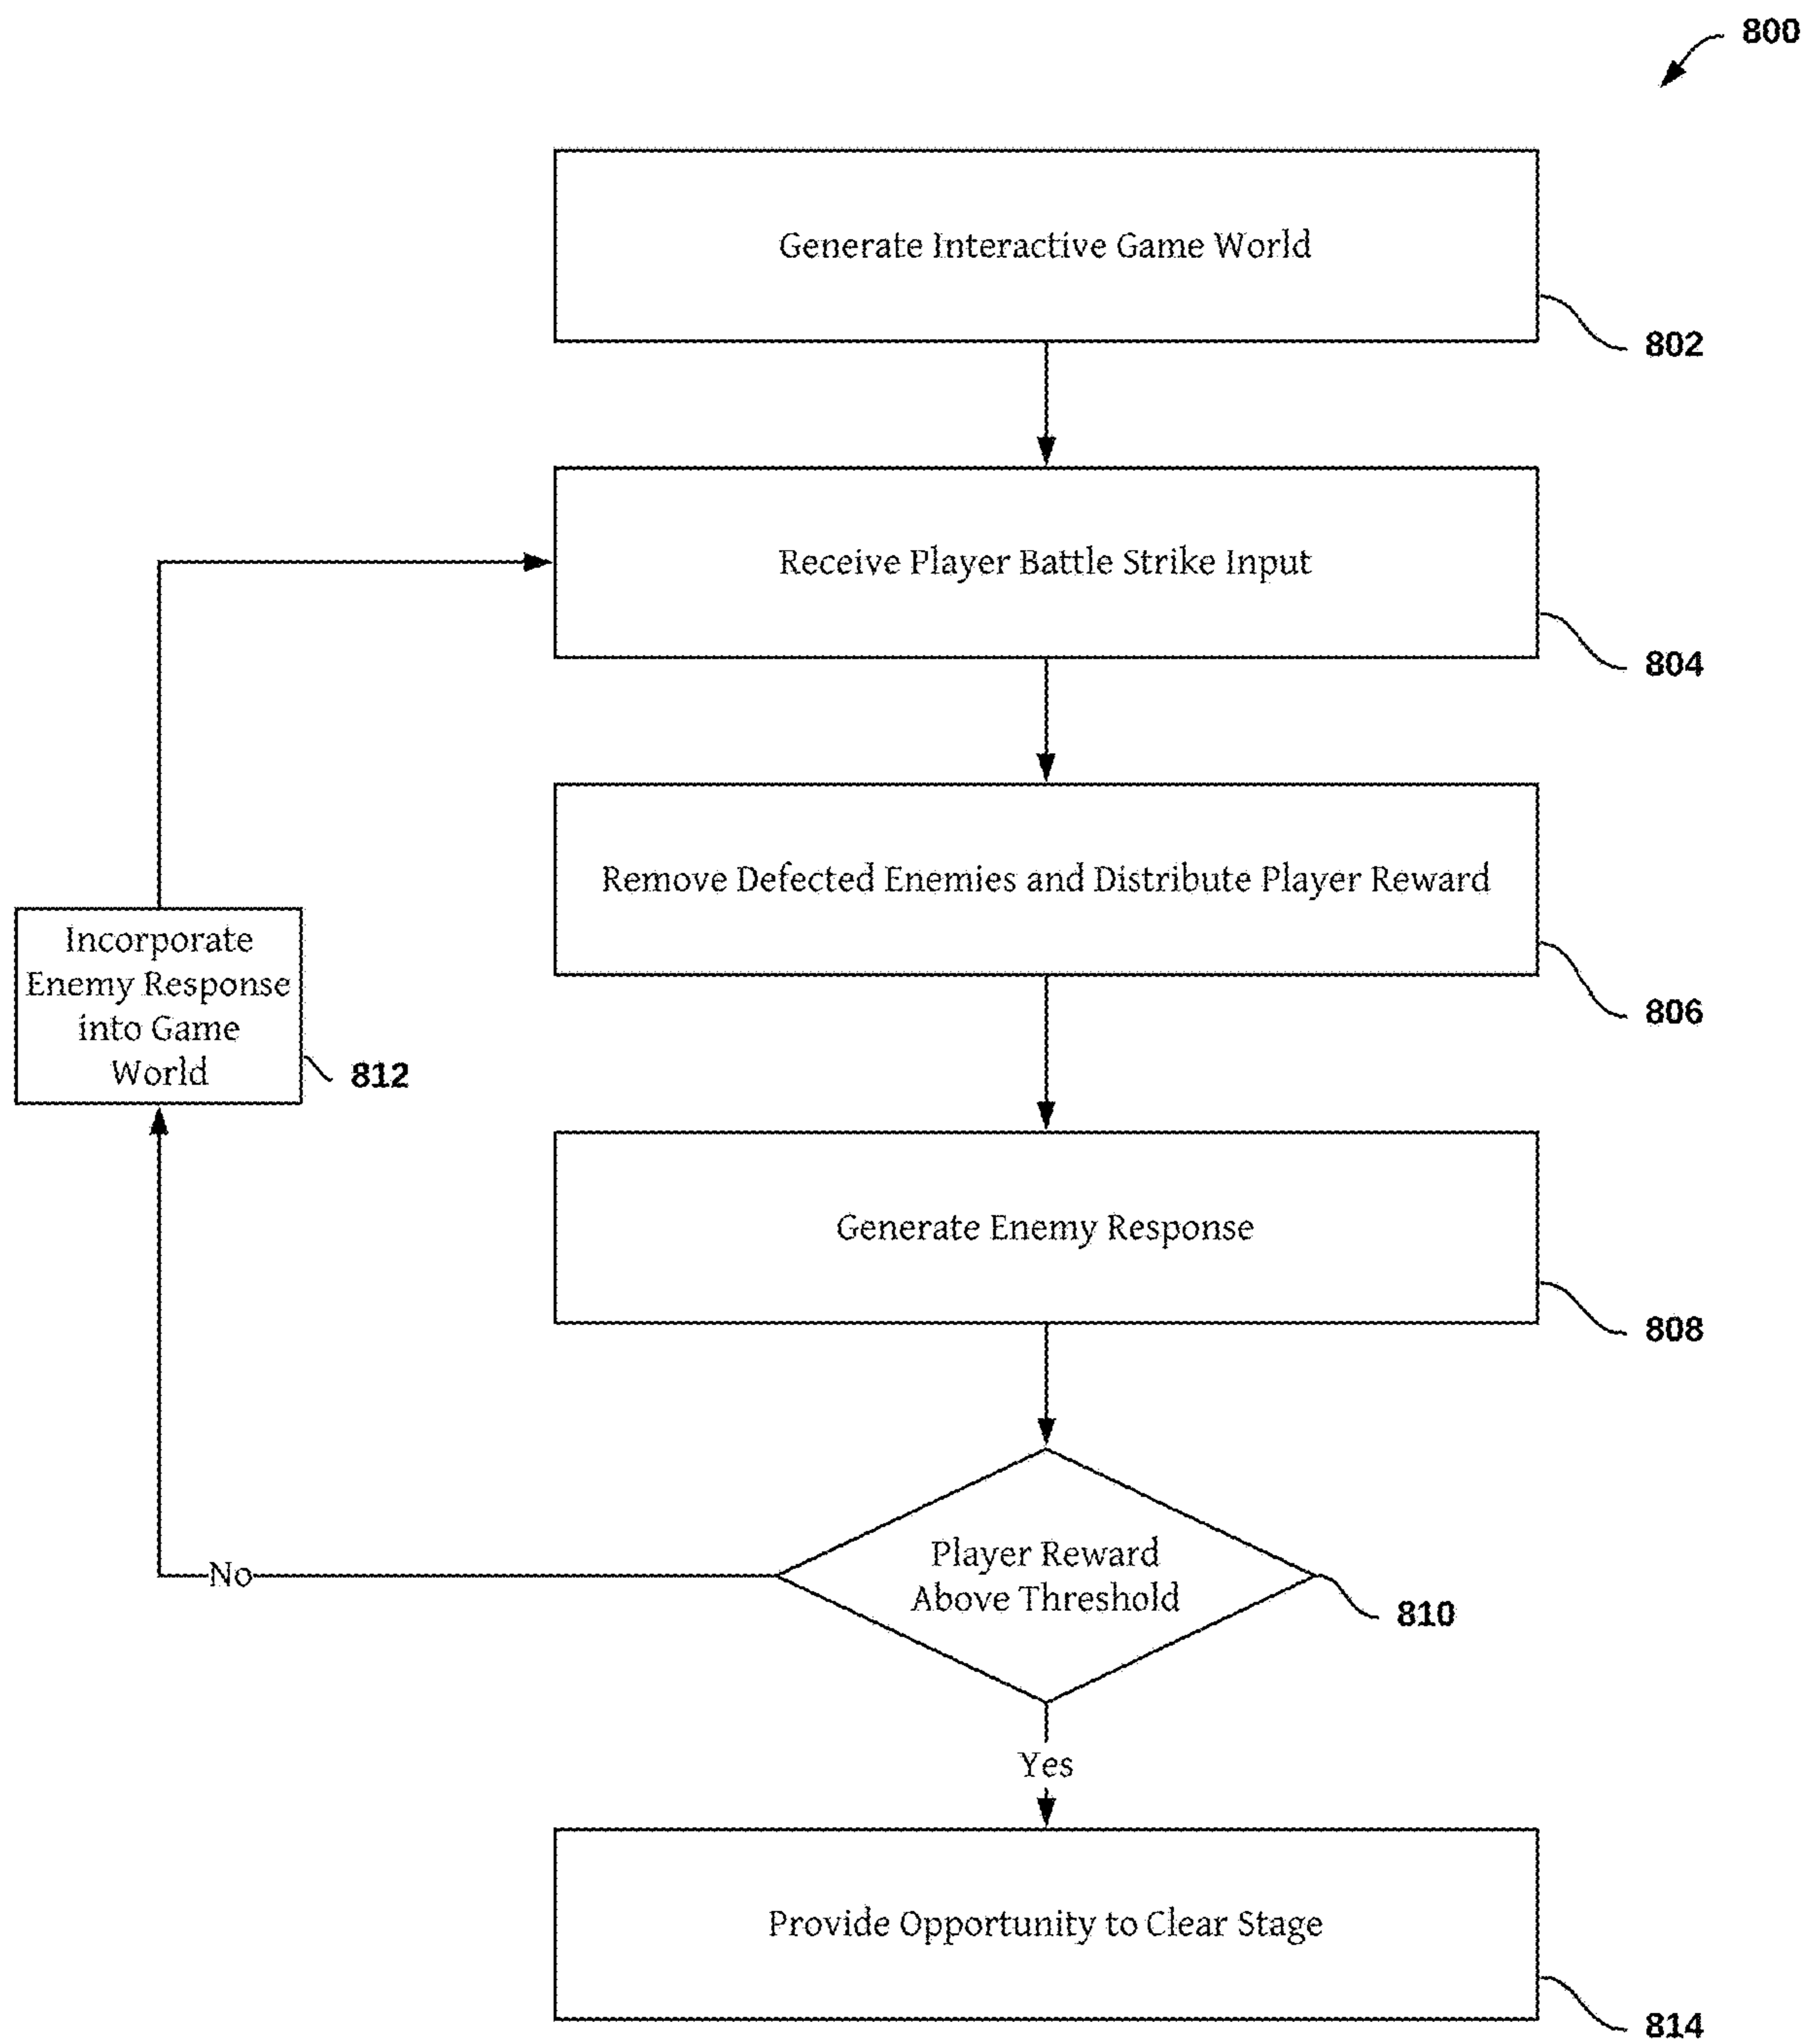 800
Generate Interactive Game World
802
Receive Player Battle Strike Input
804
Remove Defected Enemies and Distribute Player Reward
806
Incorporate
Enemy Response
into Game
World
812
Generate Enemy Response
808
Player Reward
Above Threshold
810
No
Yes
Provide Opportunity to Clear Stage
814